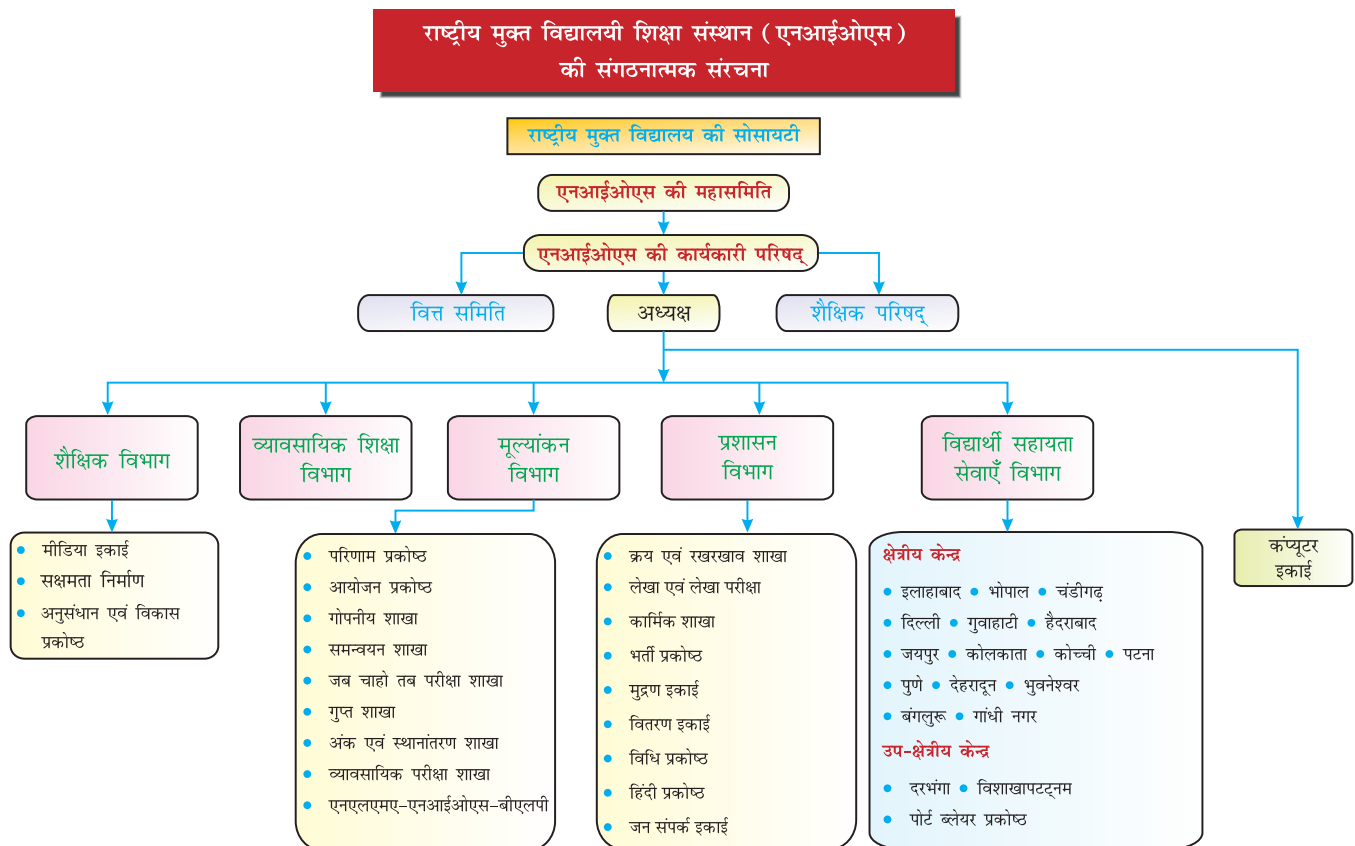 राष्ट्रीय मुक्त विद्यालयी शिक्षा संस्थान ( एनआईओएस )
की संगठनात्मक संरचना
राष्ट्रीय मुक्त विद्यालय की सोसायटी
एनआईओएस की महासमिति
एनआईओएस की कार्यकारी परिषद्
वित्त समिति
अध्यक्ष
शैक्षिक परिषद्
शैक्षिक विभाग
व्यावसायिक शिक्षा
विभाग
मूल्यांकन
विभाग
प्रशासन
विभाग
विद्यार्थी सहायता
सेवाएँ विभाग
• मीडिया इकाई
• सक्षमता निर्माण
• अनुसंधान एवं विकास
प्रकोष्ठ
• परिणाम प्रकोष्ठ
• आयोजन प्रकोष्ठ
• गोपनीय शाखा
• समन्वयन शाखा
• जब चाहो तब परीक्षा शाखा
• गुप्त शाखा
• अंक एवं स्थानांतरण शाखा
• व्यावसायिक परीक्षा शाखा
• एनएलएमए-एनआईओएस-बीएलपी
• क्रय एवं रखरखाव शाखा
• लेखा एवं लेखा परीक्षा
• कार्मिक शाखा
• भर्ती प्रकोष्ठ
• मुद्रण इकाई
• वितरण इकाई
• विधि प्रकोष्ठ
• हिंदी प्रकोष्ठ
• जन संपर्क इकाई
क्षेत्रीय केन्द्र
• इलाहाबाद • भोपाल • चंडीगढ़
• दिल्ली • गुवाहाटी • हैदराबाद
• जयपुर • कोलकाता • कोच्ची • पटना
• पुणे • देहरादून • भुवनेश्वर
• बंगलुरू • गांधी नगर
उप-क्षेत्रीय केन्द्र
• दरभंगा • विशाखापटट्नम
• पोर्ट ब्लेयर प्रकोष्ठ
कंप्यूटर
इकाई